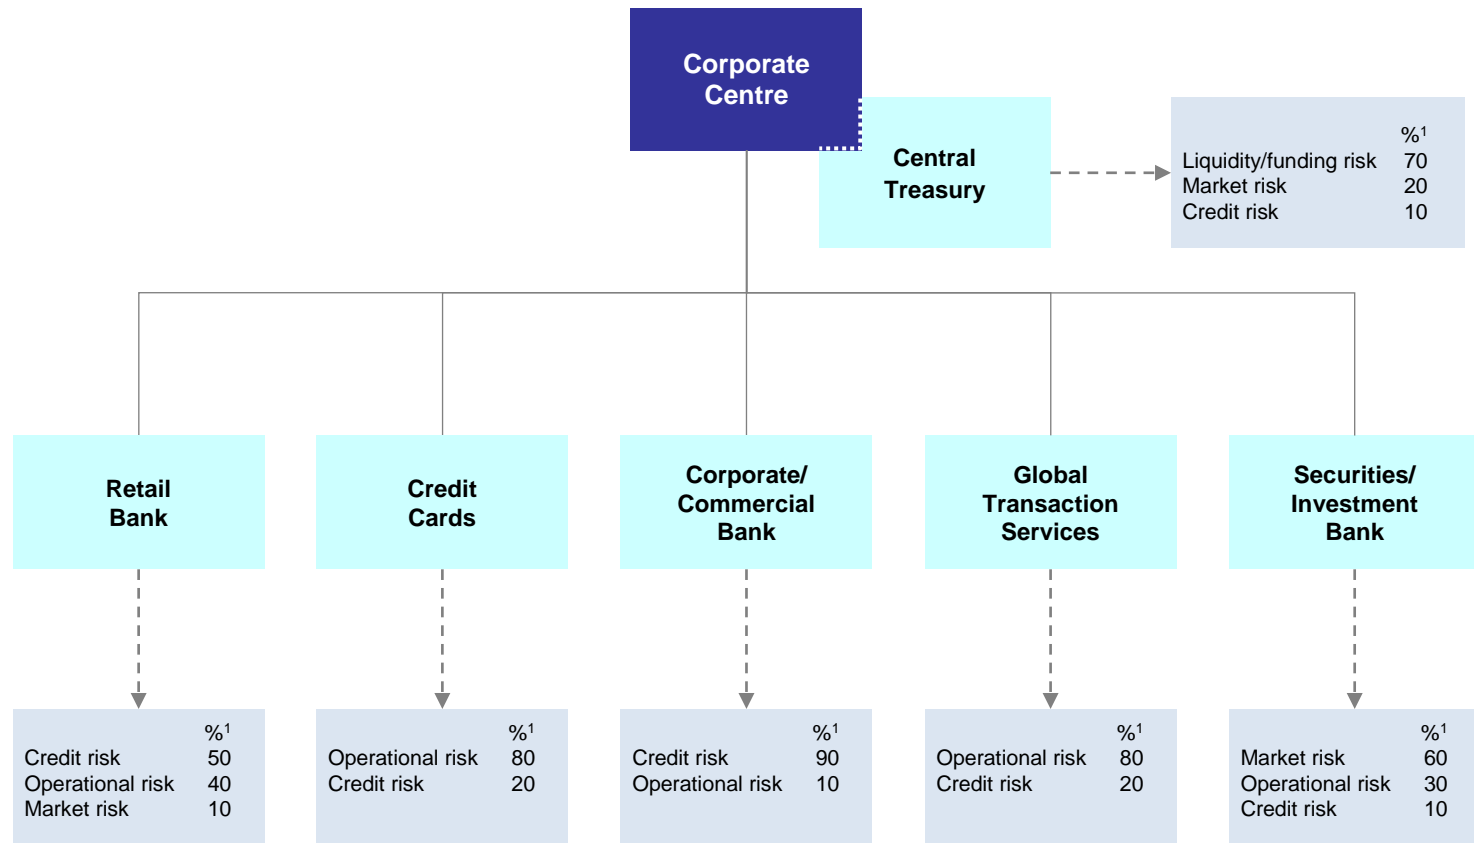 Corporate
Centre
Central
Treasury
%¹
Liquidity/funding risk 70
Market risk 20
Credit risk 10
Retail
Bank
Credit
Cards
Corporate/
Commercial
Bank
Global
Transaction
Services
Securities/
Investment
Bank
%¹
Credit risk 50
Operational risk 40
Market risk 10
%¹
Operational risk 80
Credit risk 20
%¹
Credit risk 90
Operational risk 10
%¹
Operational risk 80
Credit risk 20
%¹
Market risk 60
Operational risk 30
Credit risk 10